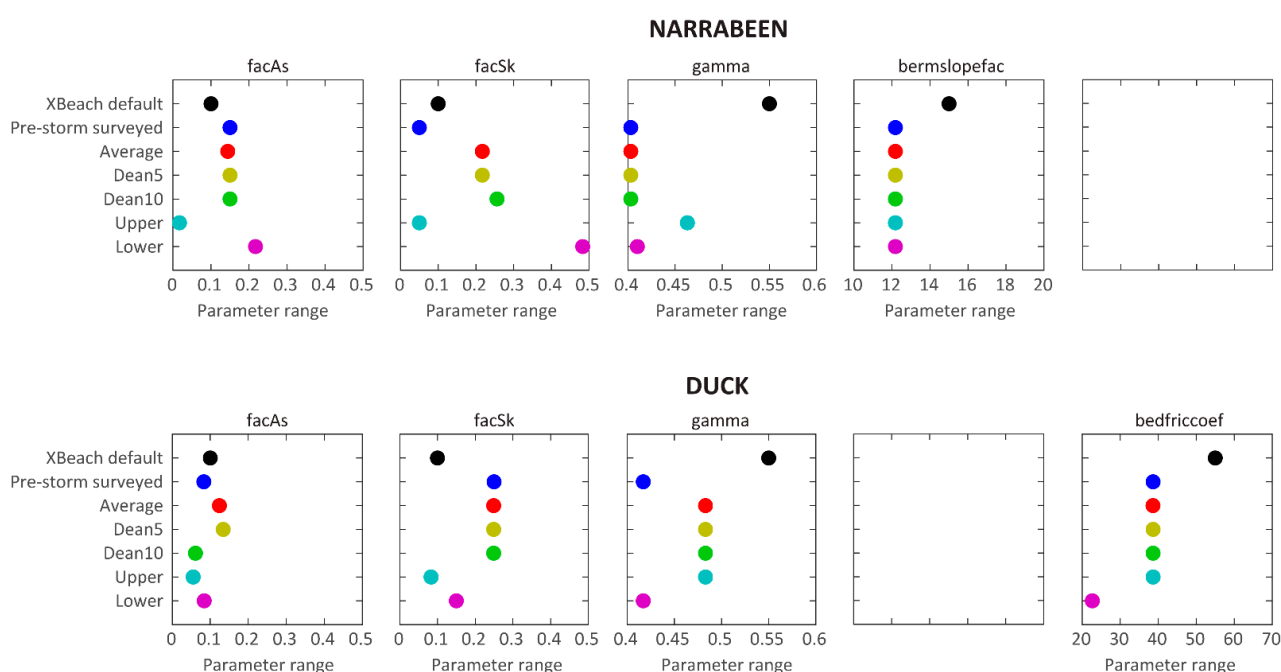 NARRABEEN
facAs facSk gamma bermslopefac
XBeach default
Pre-storm surveyed
Average
Dean5
Dean10
Upper
Lower
0 0.1 0.2 0.3 0.4 0.5 0 0.1 0.2 0.3 0.4 0.5 0.4 0.45 0.5 0.55 0.6 10 12 14 16 18 20
Parameter range Parameter range Parameter range Parameter range
DUCK
facAs facSk gamma bedfriccoef
XBeach default
Pre-storm surveyed
Average
Dean5
Dean10
Upper
Lower
0 0.1 0.2 0.3 0.4 0.5 0 0.1 0.2 0.3 0.4 0.5 0.4 0.45 0.5 0.55 0.6 20 30 40 50 60 70
Parameter range Parameter range Parameter range Parameter range